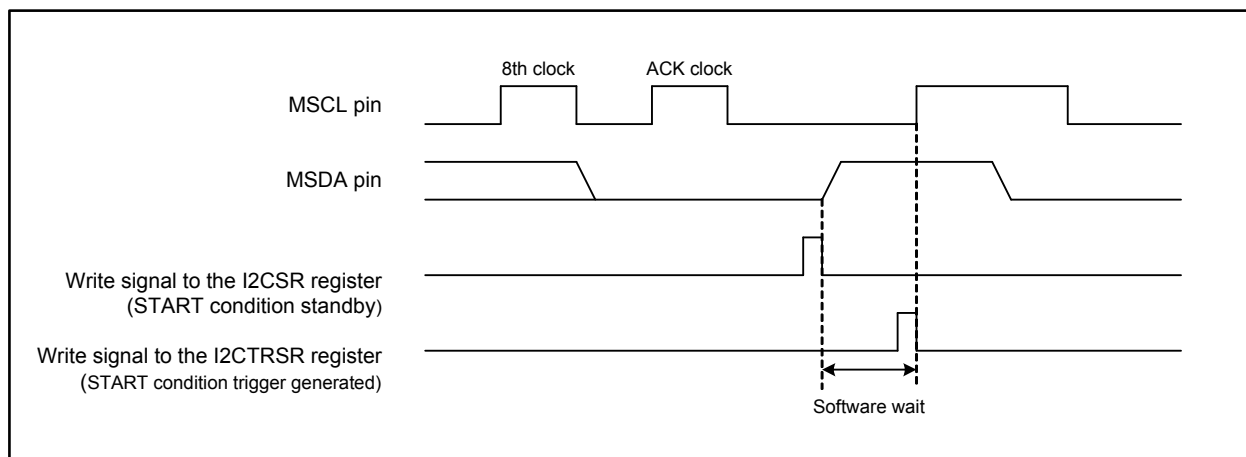 8th clock
ACK clock
MSCL pin
MSDA pin
Write signal to the I2CSR register
(START condition standby)
Write signal to the I2CTRSR register
(START condition trigger generated)
Software wait